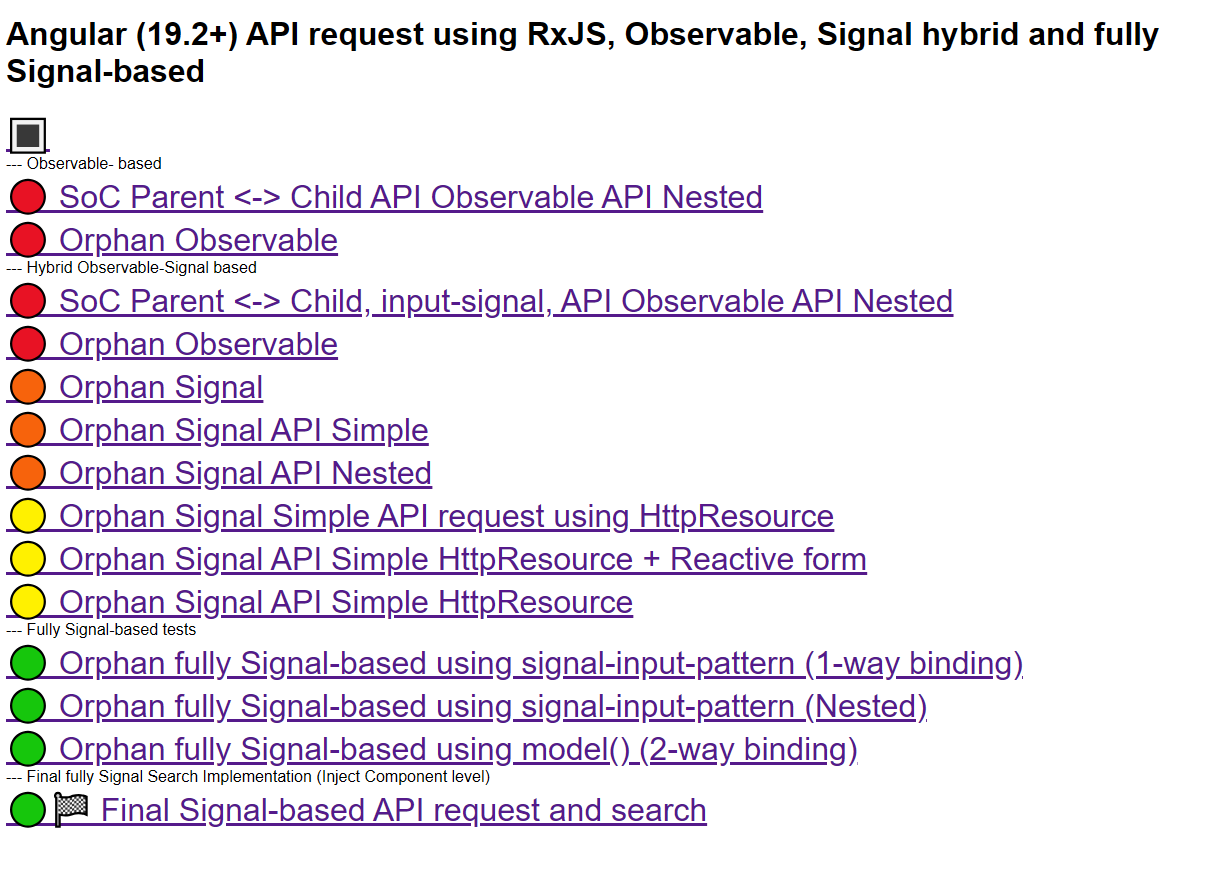 Angular (19.2+) API request using RxJS, Observable, Signal hybrid and fully
Signal-based
--- Observable- based
SoC Parent <-> Child API Observable API Nested
Orphan Observable
--- Hybrid Observable-Signal based
SoC Parent <-> Child, input-signal, API Observable API Nested
Orphan Observable
Orphan Signal
Orphan Signal API Simple
Orphan Signal API Nested
Orphan Signal Simple API request using HttpResource
Orphan Signal API Simple HttpResource + Reactive form
Orphan Signal API Simple HttpResource
--- Fully Signal-based tests
Orphan fully Signal-based using signal-input-pattern (1-way binding)
Orphan fully Signal-based using signal-input-pattern (Nested)
Orphan fully Signal-based using model() (2-way binding)
--- Final fully Signal Search Implementation (Inject Component level)
Final Signal-based API request and search